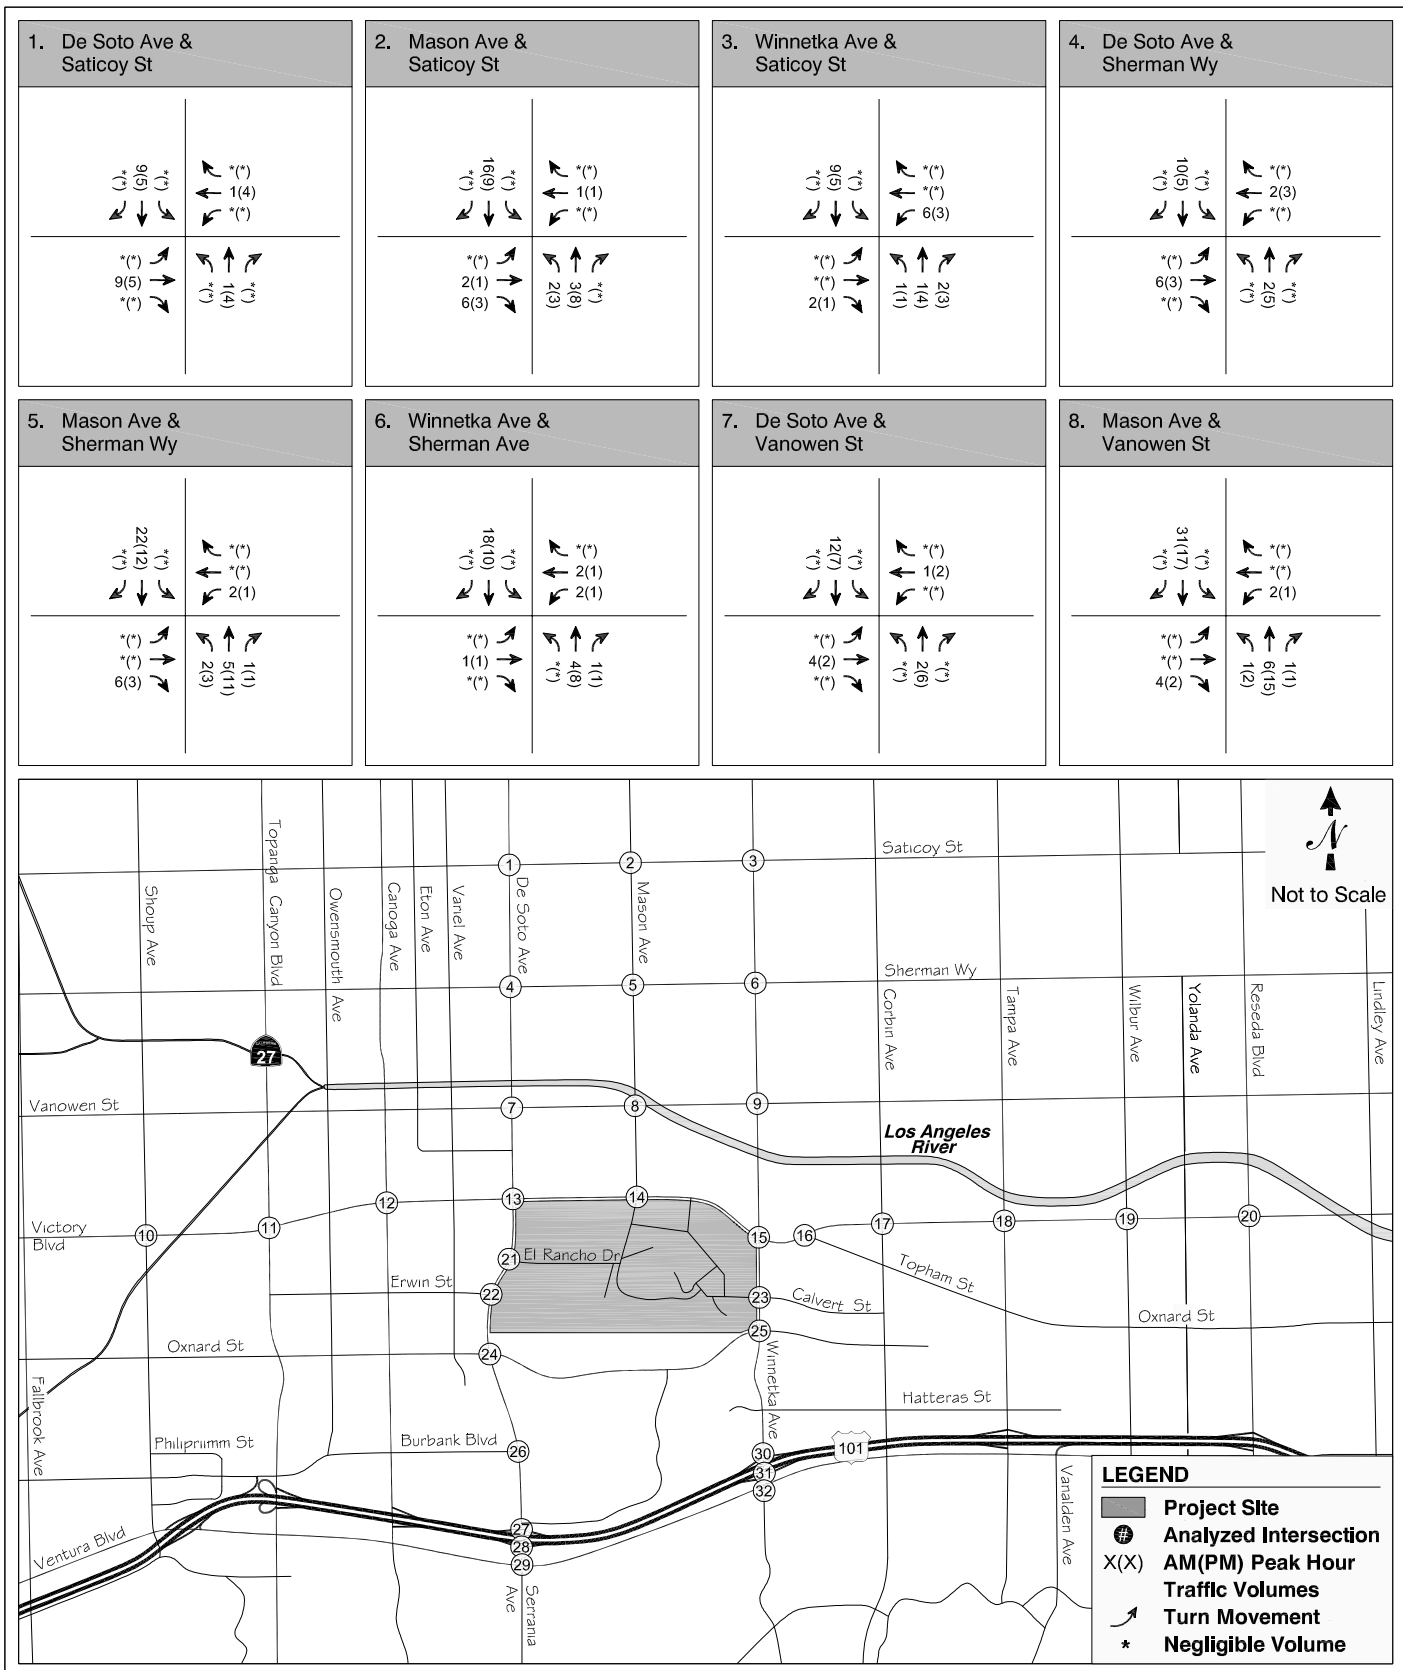 1. De Soto Ave &
Saticoy St
*(*)
9(5)
*(*)
*(*)
1(4)
*(*)
*(*)
9(5)
*(*)
*(*)
1(4)
*(*)
2. Mason Ave &
Saticoy St
*(*)
16(9)
*(*)
*(*)
1(1)
*(*)
*(*)
2(1)
6(3)
2(3)
3(8)
*(*)
3. Winnetka Ave &
Saticoy St
*(*)
9(5)
*(*)
*(*)
*(*)
6(3)
*(*)
*(*)
2(1)
1(1)
1(4)
2(3)
4. De Soto Ave &
Sherman Wy
*(*)
10(5)
*(*)
*(*)
2(3)
*(*)
*(*)
6(3)
*(*)
*(*)
2(5)
*(*)
5. Mason Ave &
Sherman Wy
*(*)
22(12)
*(*)
*(*)
*(*)
2(1)
*(*)
*(*)
6(3)
2(3)
5(11)
1(1)
6. Winnetka Ave &
Sherman Ave
*(*)
18(10)
*(*)
*(*)
2(1)
2(1)
*(*)
1(1)
*(*)
*(*)
4(8)
1(1)
7. De Soto Ave &
Vanowen St
*(*)
12(7)
*(*)
*(*)
1(2)
*(*)
*(*)
4(2)
*(*)
*(*)
2(6)
*(*)
8. Mason Ave &
Vanowen St
*(*)
31(17)
*(*)
*(*)
*(*)
2(1)
*(*)
*(*)
4(2)
1(2)
6(15)
1(1)
N
Not to Scale
Saticoy St
1
2
3
Shoup Ave
Topanga Canyon Blvd
Owensmouth Ave
Canoga Ave
Eton Ave
Variel Ave
De Soto Ave
Mason Ave
Sherman Wy
4
5
6
Corbin Ave
Tampa Ave
Wilbur Ave
Yolanda Ave
Reseda Blvd
Lindley Ave
27
Vanowen St
7
8
9
Los Angeles
River
Victory
Blvd
10
11
12
13
14
15
16
17
18
19
20
21
El Rancho Dr
Erwin St
22
23
Calvert St
Topham St
Oxnard St
25
Oxnard St
24
Winnetka Ave
Fallbrook Ave
Hatteras St
Philiprimm St
Burbank Blvd
26
30
31
32
101
Vanalden Ave
Ventura Blvd
27
28
29
Serrania
Ave
LEGEND
Project Site
# Analyzed Intersection
X(X) AM(PM) Peak Hour
Traffic Volumes
Turn Movement
* Negligible Volume